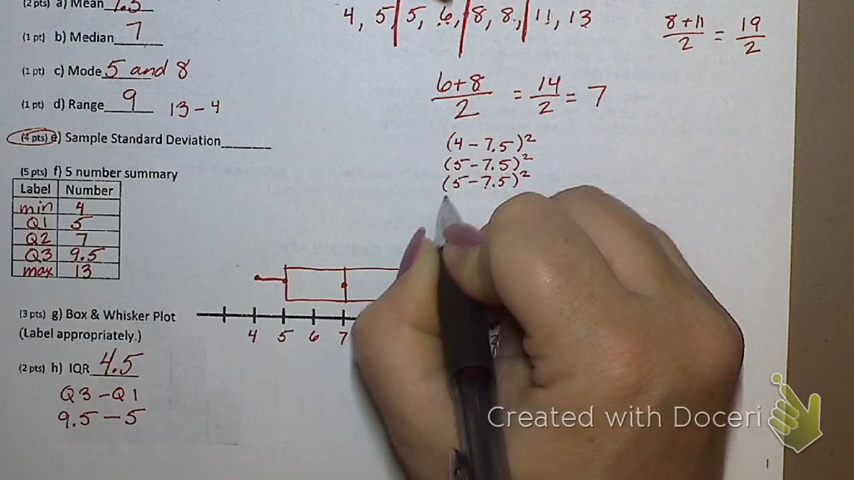 (2 pts) a) Mean 7.5
4, 5, 5, 6, 8, 8, 11, 13
8+11/2 = 19/2
(1 pt) b) Median 7
(1 pt) c) Mode 5 and 8
6+8/2 = 14/2 = 7
(1 pt) d) Range 9 13-4
(4 pts) e) Sample Standard Deviation
(4-7.5)²
(5-7.5)²
(5-7.5)²
(5 pts) f) 5 number summary
Label Number
min 4
Q1 5
Q2 7
Q3 9.5
max 13
(3 pts) g) Box & Whisker Plot
(Label appropriately.)
4 5 6 7
(2 pts) h) IQR 4.5
Q3-Q1
9.5-5
Created with Doceri
1